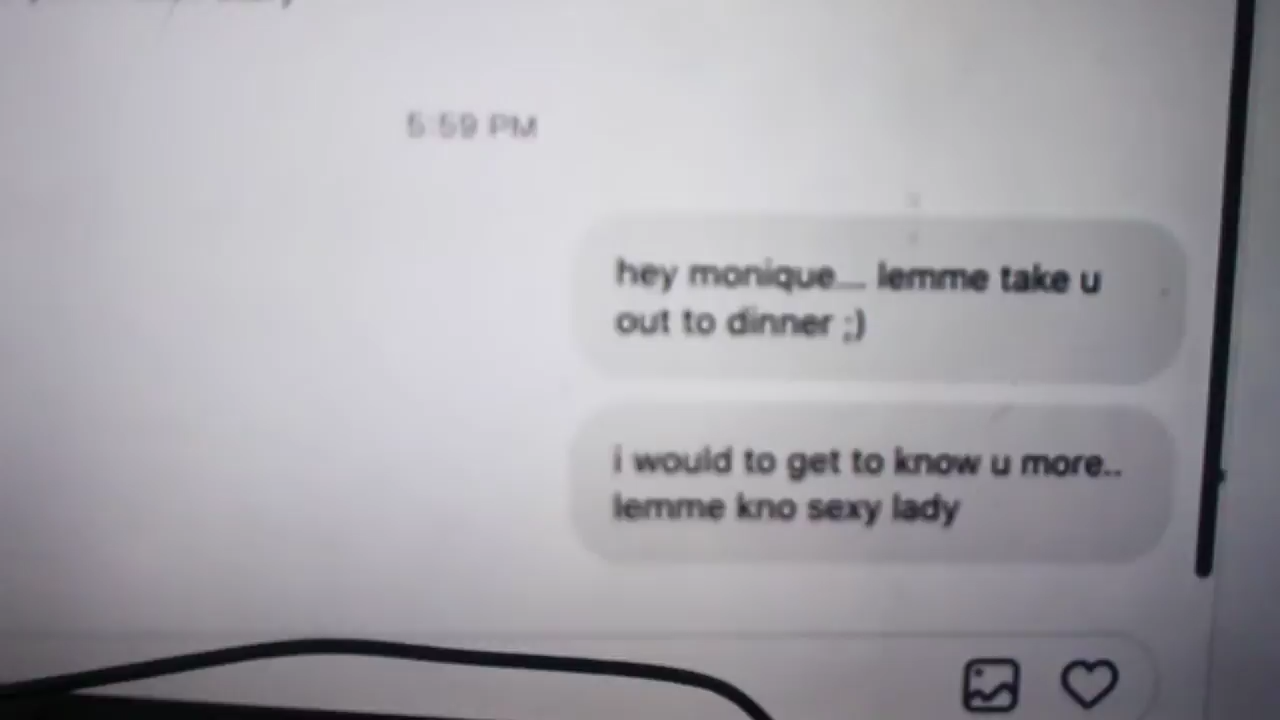 5:59 PM
hey monique.... lemme take u
out to dinner ;)
i would to get to know u more..
lemme kno sexy lady